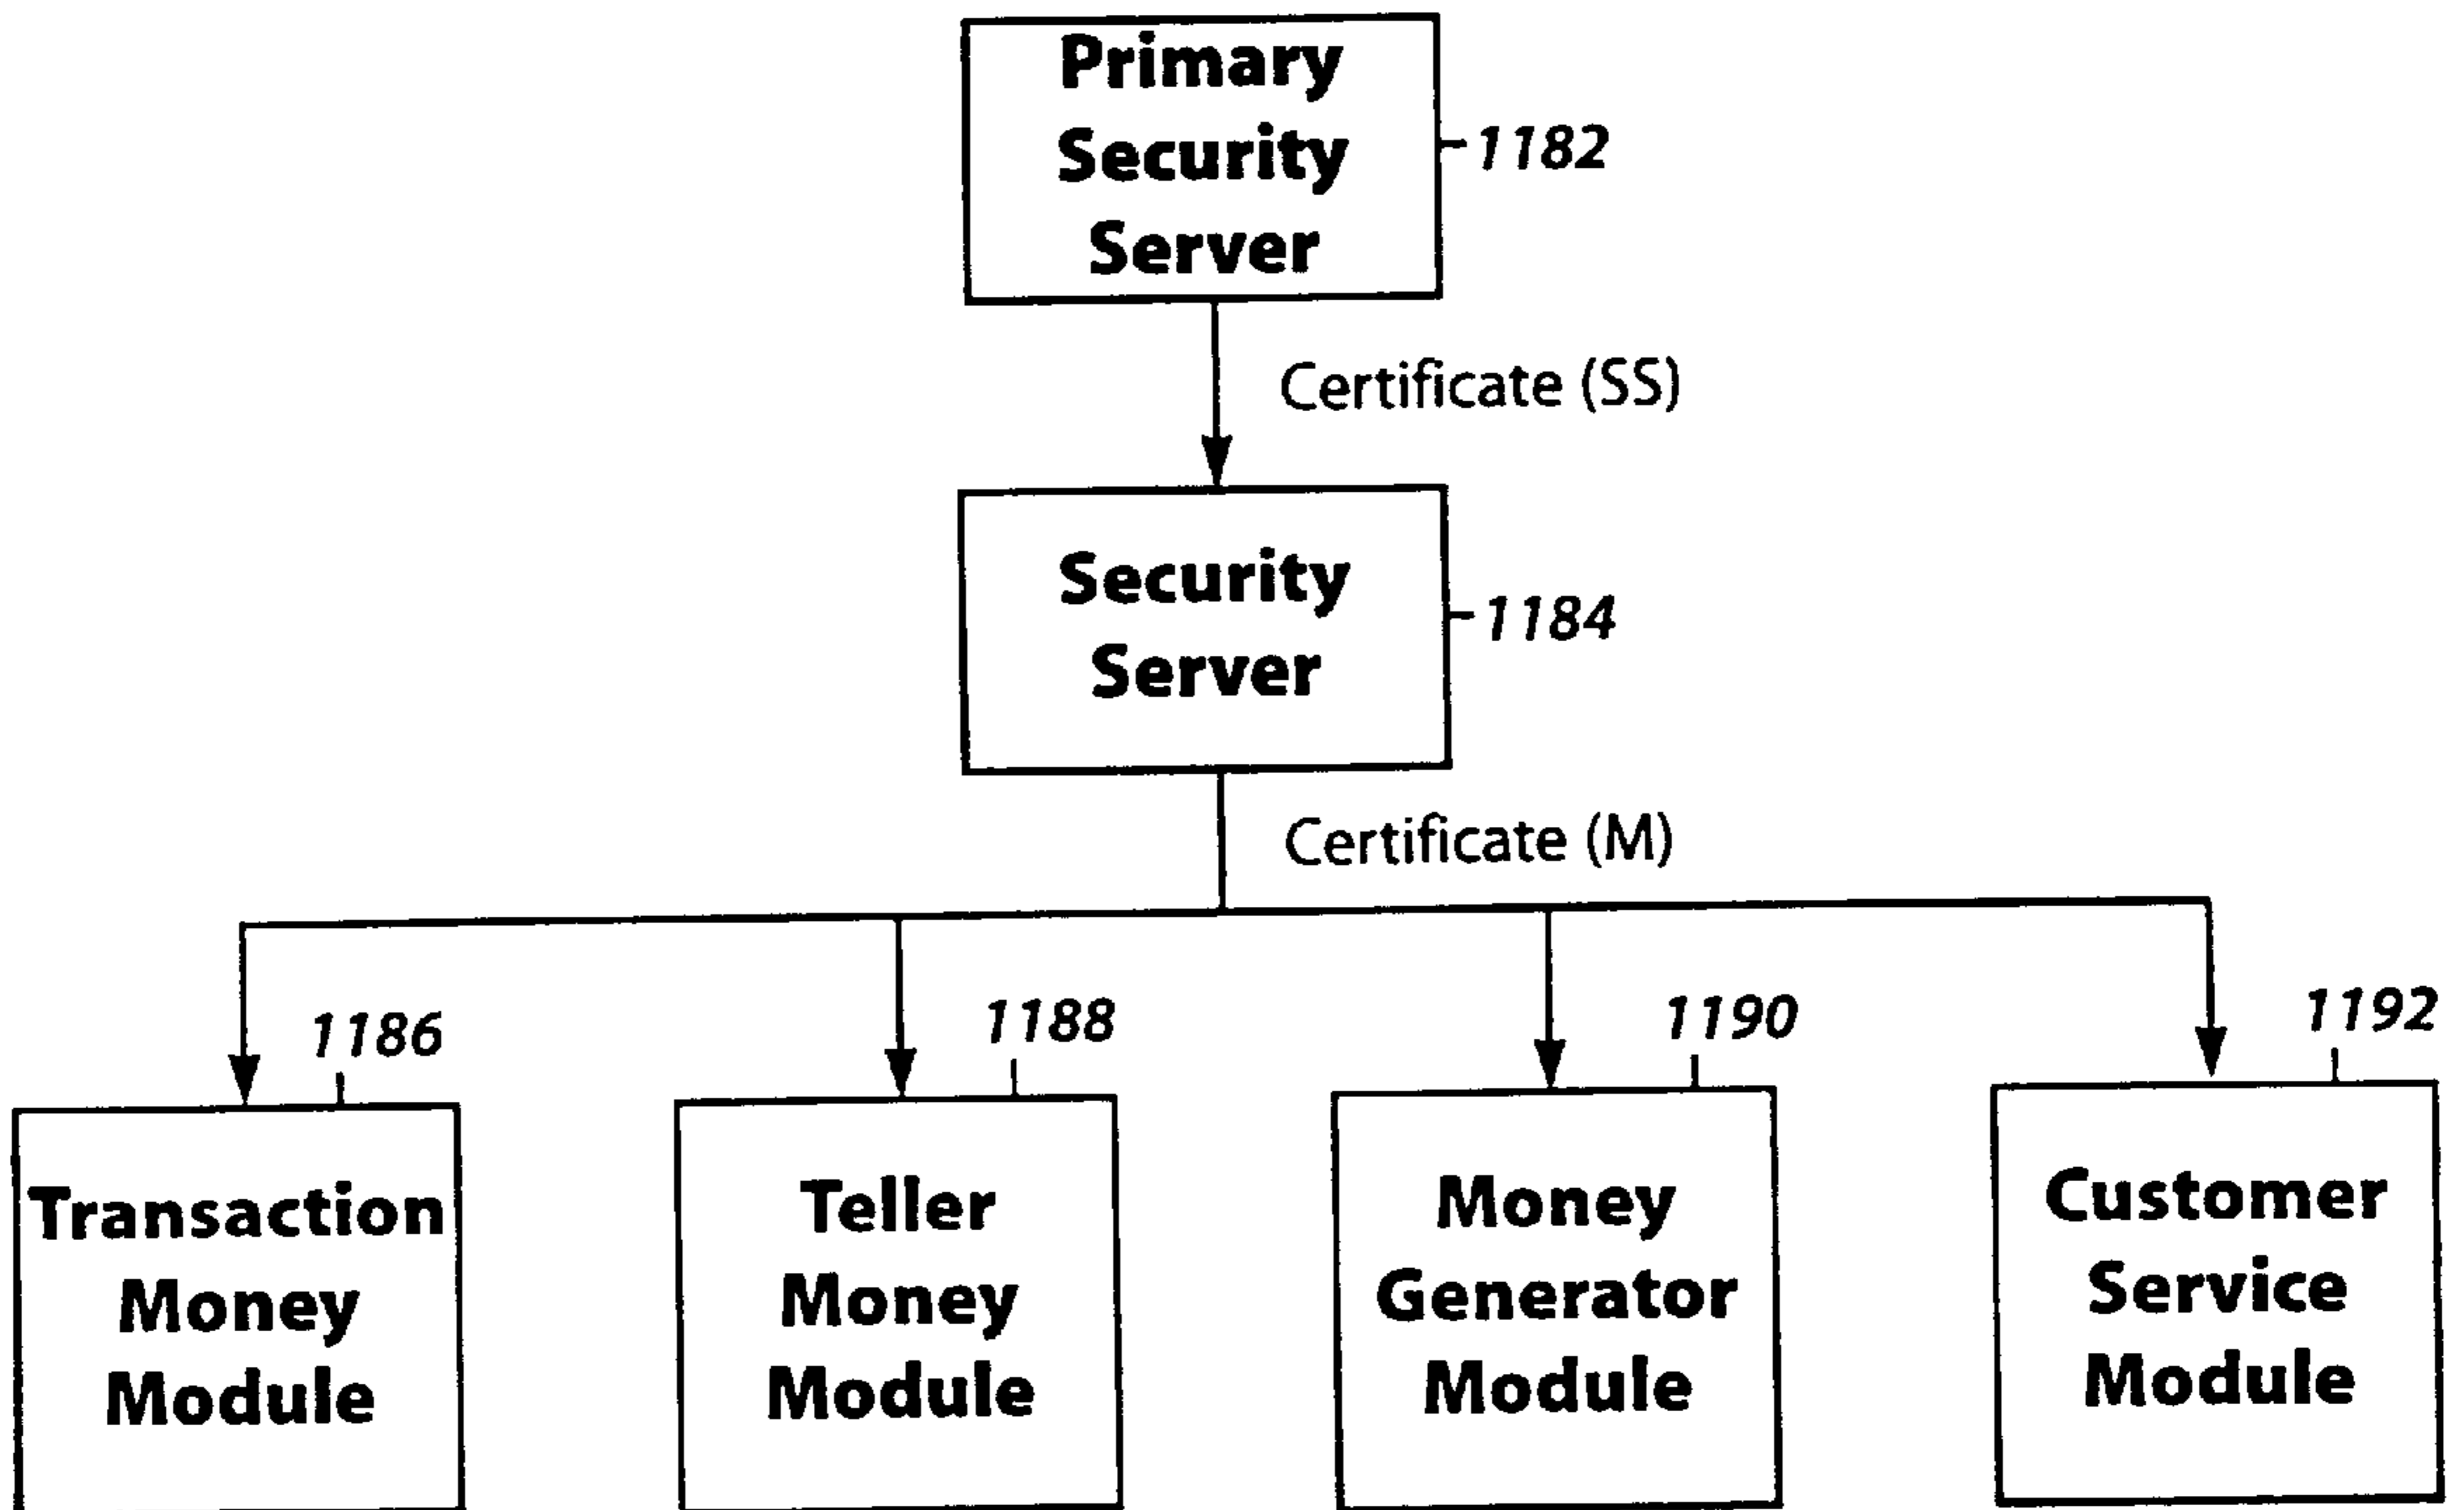 Primary
Security
Server
1182
Certificate (SS)
Security
Server
1184
Certificate (M)
1186
1188
1190
1192
Transaction
Money
Module
Teller
Money
Module
Money
Generator
Module
Customer
Service
Module